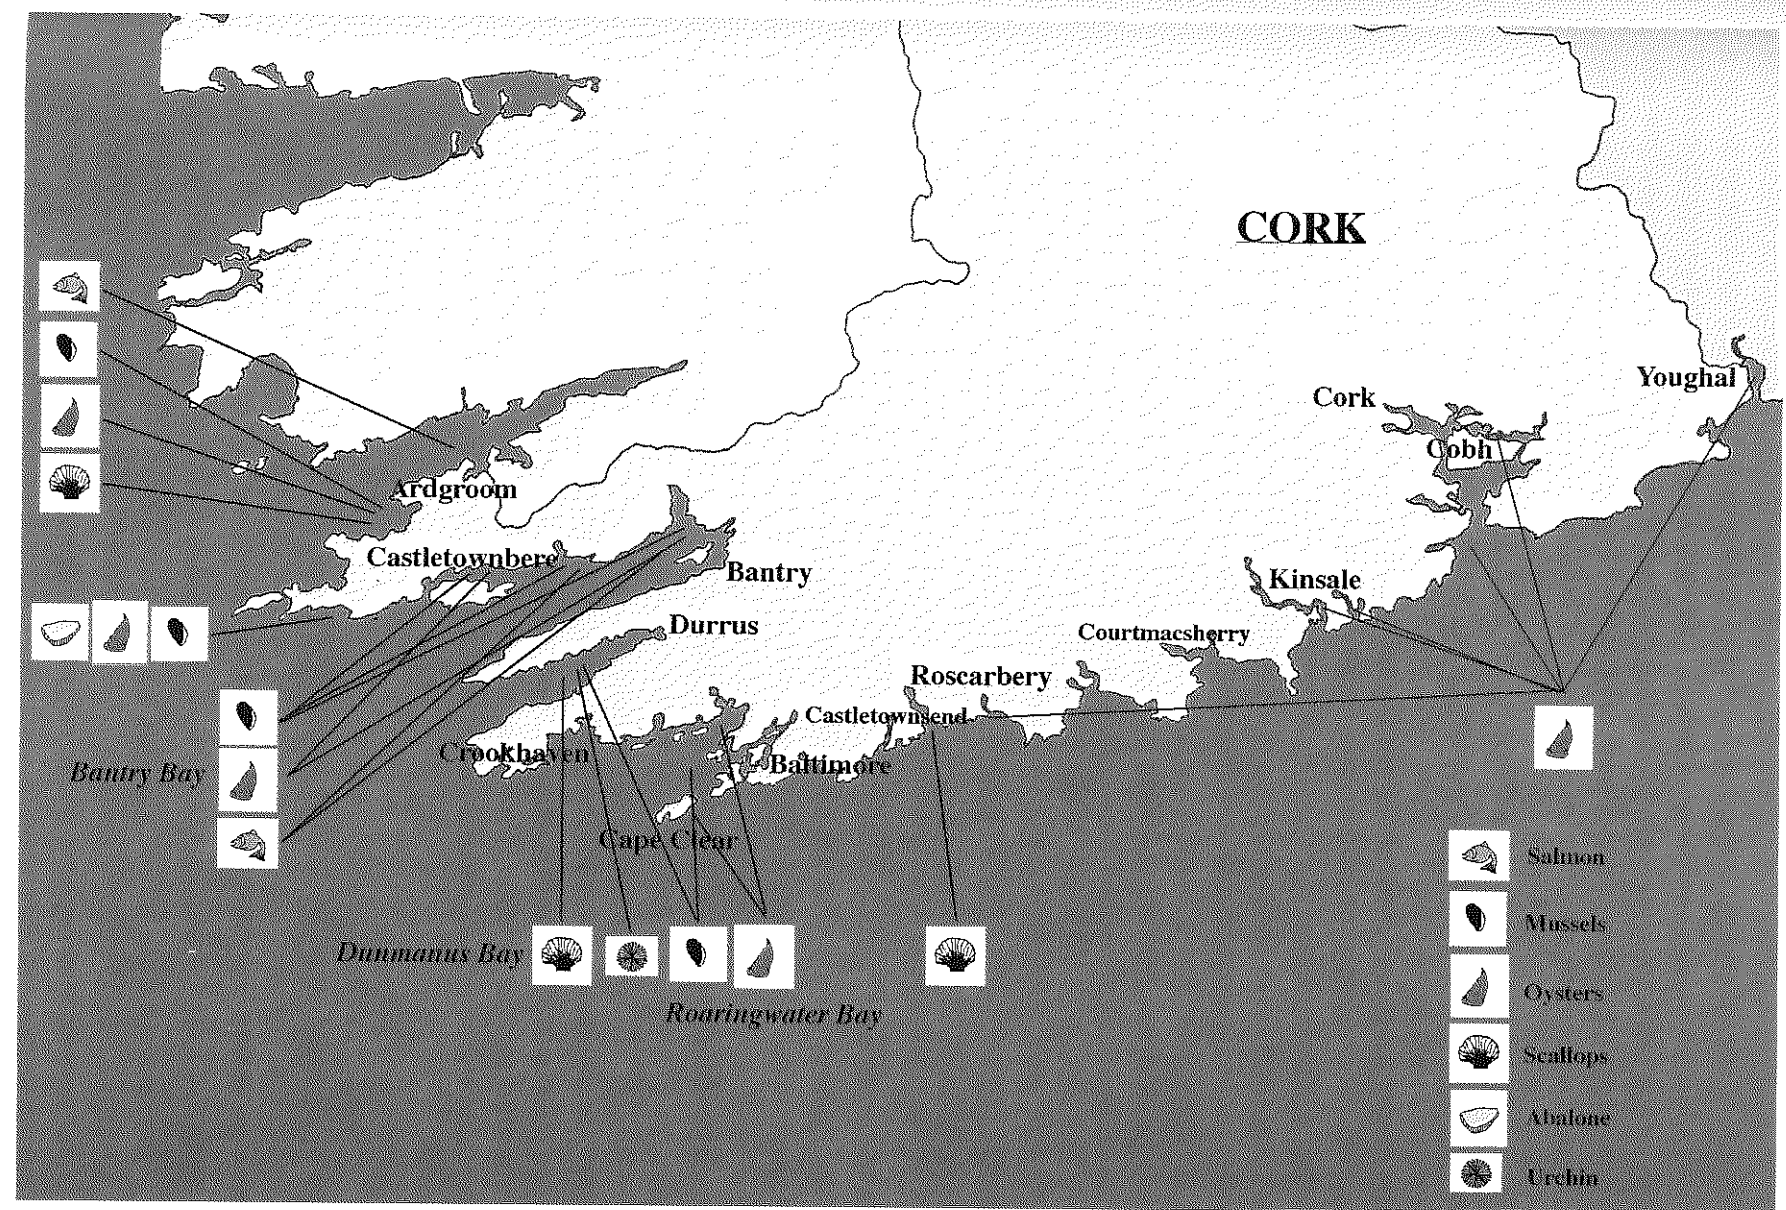 CORK
Youghal
Cork
Cobh
Ardgroom
Castletownbere
Bantry
Kinsale
Durrus
Courtmacsherry
Roscarbery
Castletownsend
Crookhaven
Baltimore
Bantry Bay
Cape Clear
Salmon
Mussels
Dunmanus Bay
Oysters
Roaringwater Bay
Scallops
Abalone
Urchin